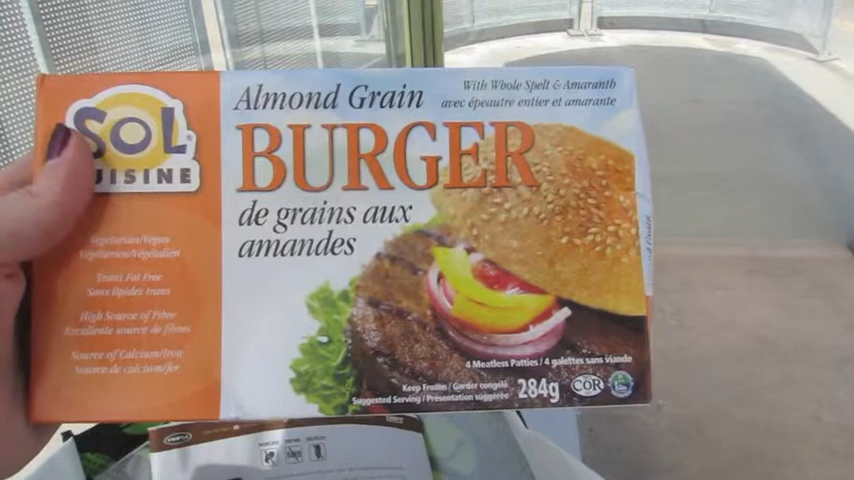 SOL
UISINE
Vegetarian/Vegan
Végétarien/Végétalien
Trans Fat Free
Sans lipides trans
High Source of Fibre
Excellente source de fibres
Source of Calcium/Iron
Source de calcium/fer
Almond Grain
With Whole Spelt & Amaranth
avec épeautre entier et amarante
BURGER
de grains aux
amandes
4 Meatless Patties / 4 galettes sans viande
Keep Frozen / Garder congelé
Suggested Serving / Présentation suggérée
284g
COR